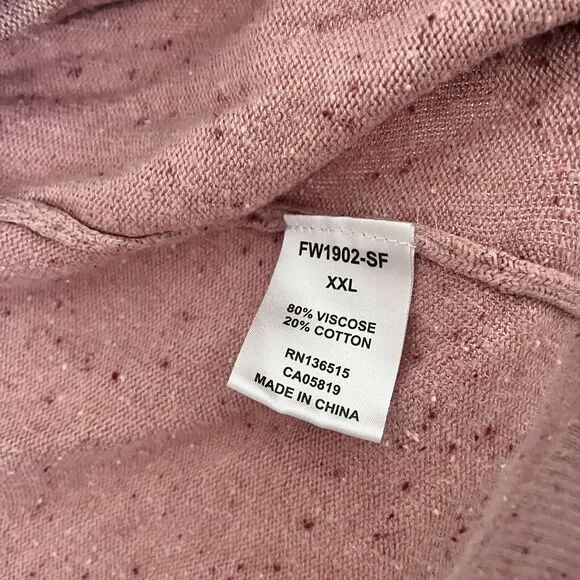 FW1902-SF
XXL
80% VISCOSE
20% COTTON
RN136515
CA05819
MADE IN CHINA